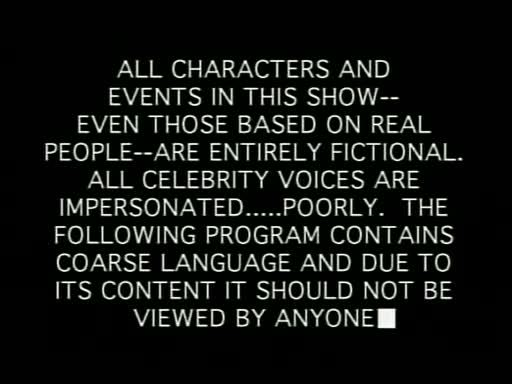 ALL CHARACTERS AND
EVENTS IN THIS SHOW--
EVEN THOSE BASED ON REAL
PEOPLE--ARE ENTIRELY FICTIONAL.
ALL CELEBRITY VOICES ARE
IMPERSONATED.....POORLY. THE
FOLLOWING PROGRAM CONTAINS
COARSE LANGUAGE AND DUE TO
ITS CONTENT IT SHOULD NOT BE
VIEWED BY ANYONE